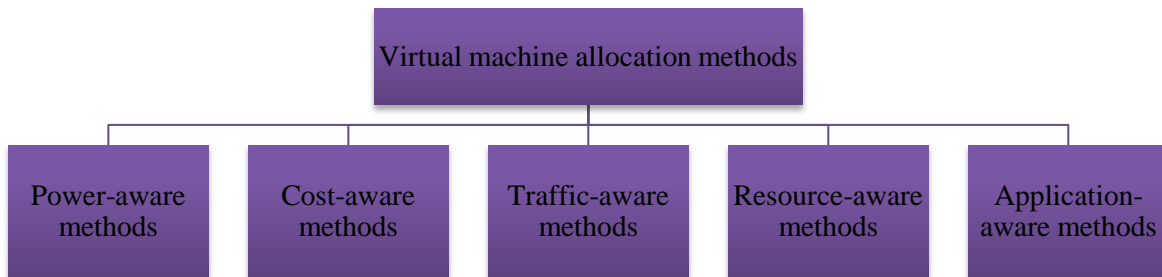 Virtual machine allocation methods
Power-aware
methods
Cost-aware
methods
Traffic-aware
methods
Resource-aware
methods
Application-
aware methods